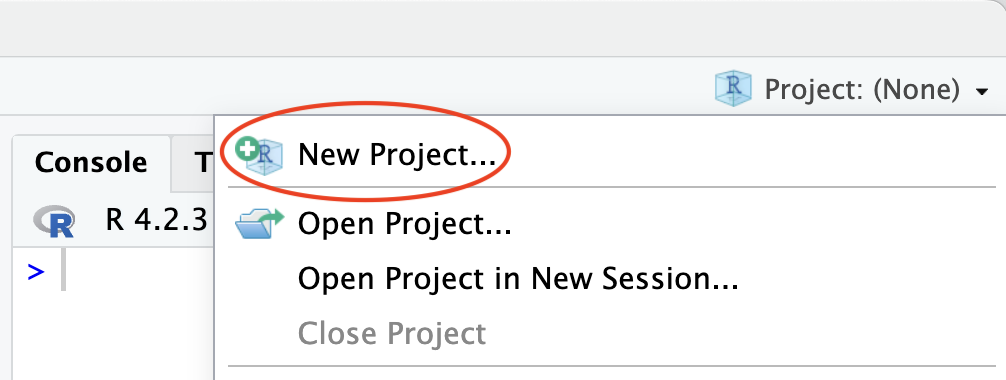 Project: (None)
New Project...
Console
R 4.2.3
>
Open Project...
Open Project in New Session...
Close Project